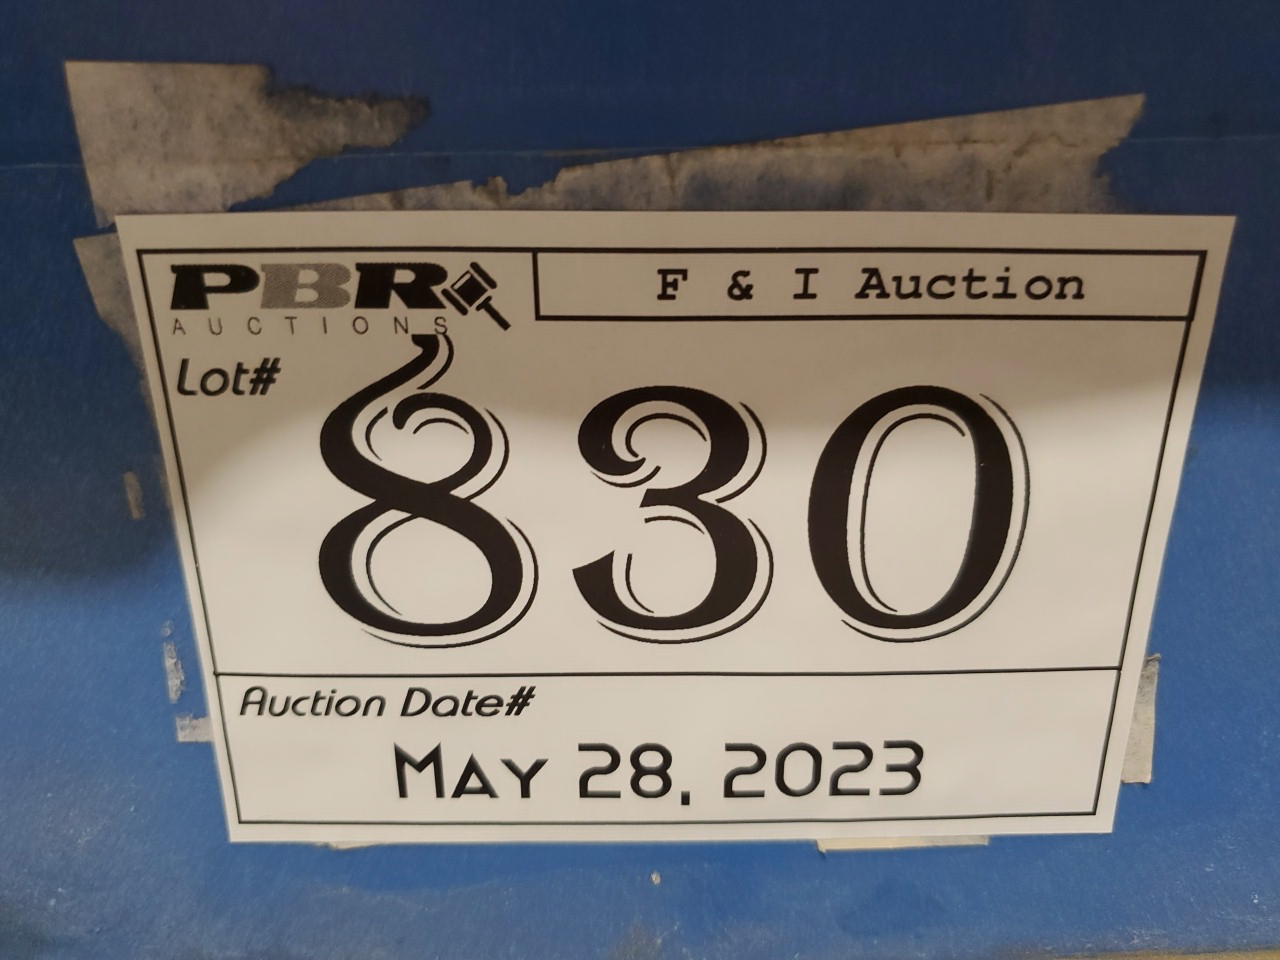 PBR
AUCTIONS
F & I Auction
Lot#
830
Auction Date#
May 28, 2023